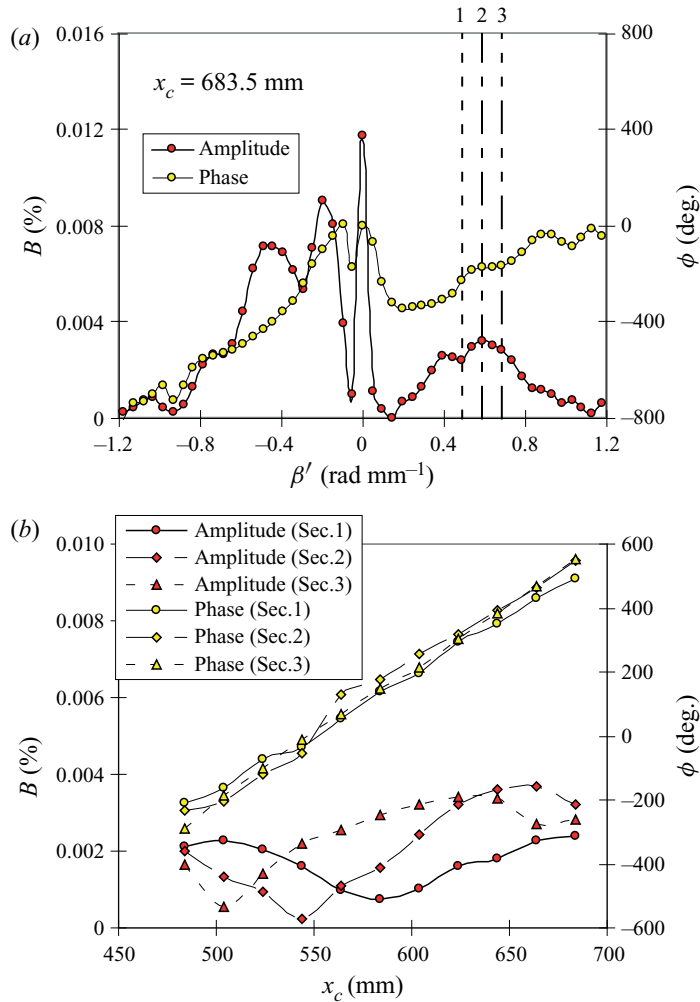 (a)
1 2 3
0.016
0.012
0.008
0.004
0
B (%)
x_c = 683.5 mm
Amplitude
Phase
800
400
0
–400
–800
ϕ (deg.)
–1.2 –0.8 –0.4 0 0.4 0.8 1.2
β′ (rad mm⁻¹)
(b)
Amplitude (Sec.1)
Amplitude (Sec.2)
Amplitude (Sec.3)
Phase (Sec.1)
Phase (Sec.2)
Phase (Sec.3)
0.010
0.008
0.006
0.004
0.002
0
B (%)
600
400
200
0
–200
–400
–600
ϕ (deg.)
450 500 550 600 650 700
x_c (mm)